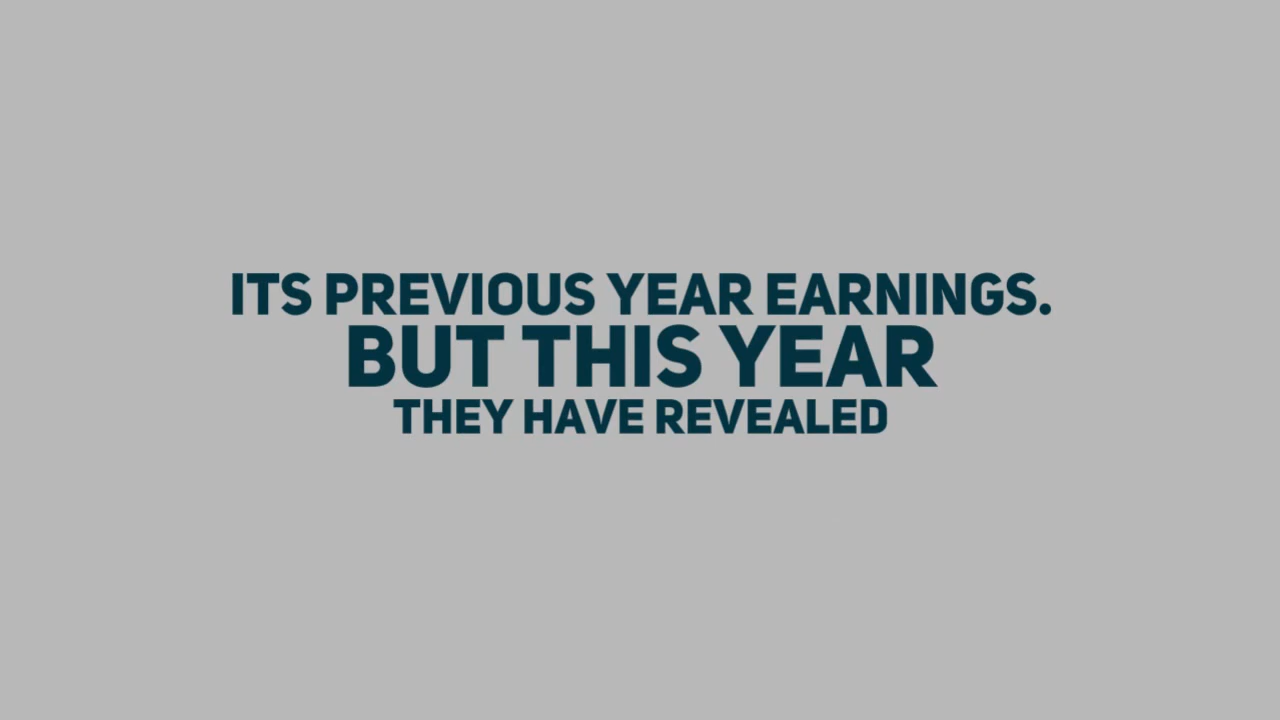 ITS PREVIOUS YEAR EARNINGS.
BUT THIS YEAR
THEY HAVE REVEALED